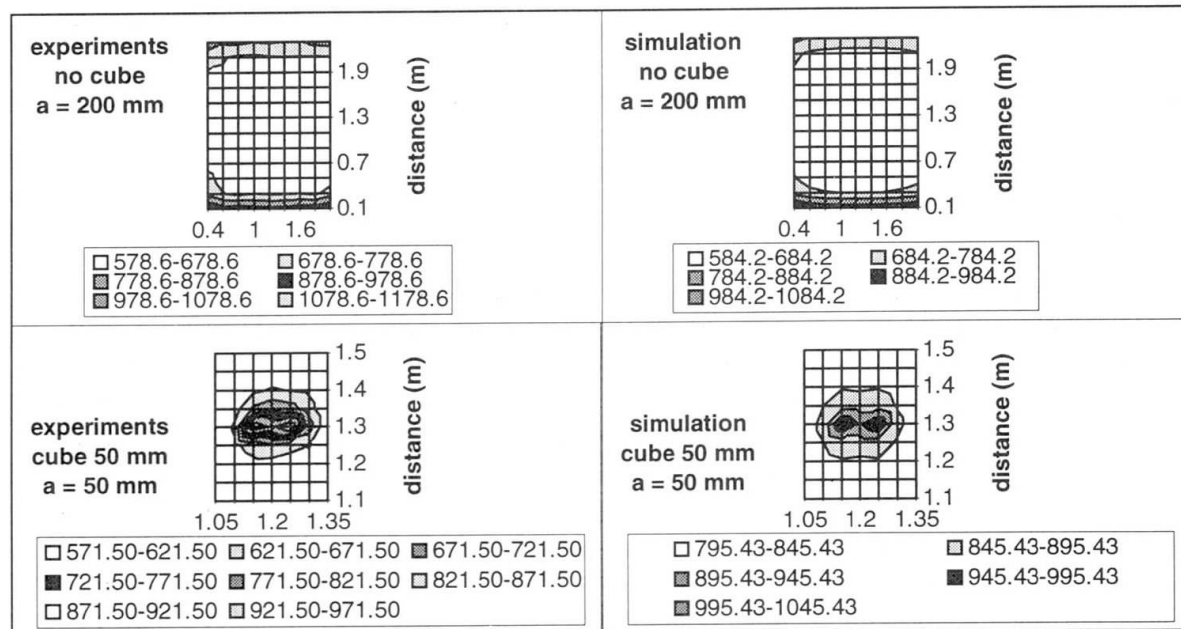 experiments
no cube
a = 200 mm
1.9
1.3
0.7
0.1
distance (m)
0.4 1 1.6
578.6-678.6 678.6-778.6
778.6-878.6 878.6-978.6
978.6-1078.6 1078.6-1178.6
simulation
no cube
a = 200 mm
1.9
1.3
0.7
0.1
distance (m)
0.4 1 1.6
584.2-684.2 684.2-784.2
784.2-884.2 884.2-984.2
984.2-1084.2
experiments
cube 50 mm
a = 50 mm
1.5
1.4
1.3
1.2
1.1
distance (m)
1.05 1.2 1.35
571.50-621.50 621.50-671.50 671.50-721.50
721.50-771.50 771.50-821.50 821.50-871.50
871.50-921.50 921.50-971.50
simulation
cube 50 mm
a = 50 mm
1.5
1.4
1.3
1.2
1.1
distance (m)
1.05 1.2 1.35
795.43-845.43 845.43-895.43
895.43-945.43 945.43-995.43
995.43-1045.43